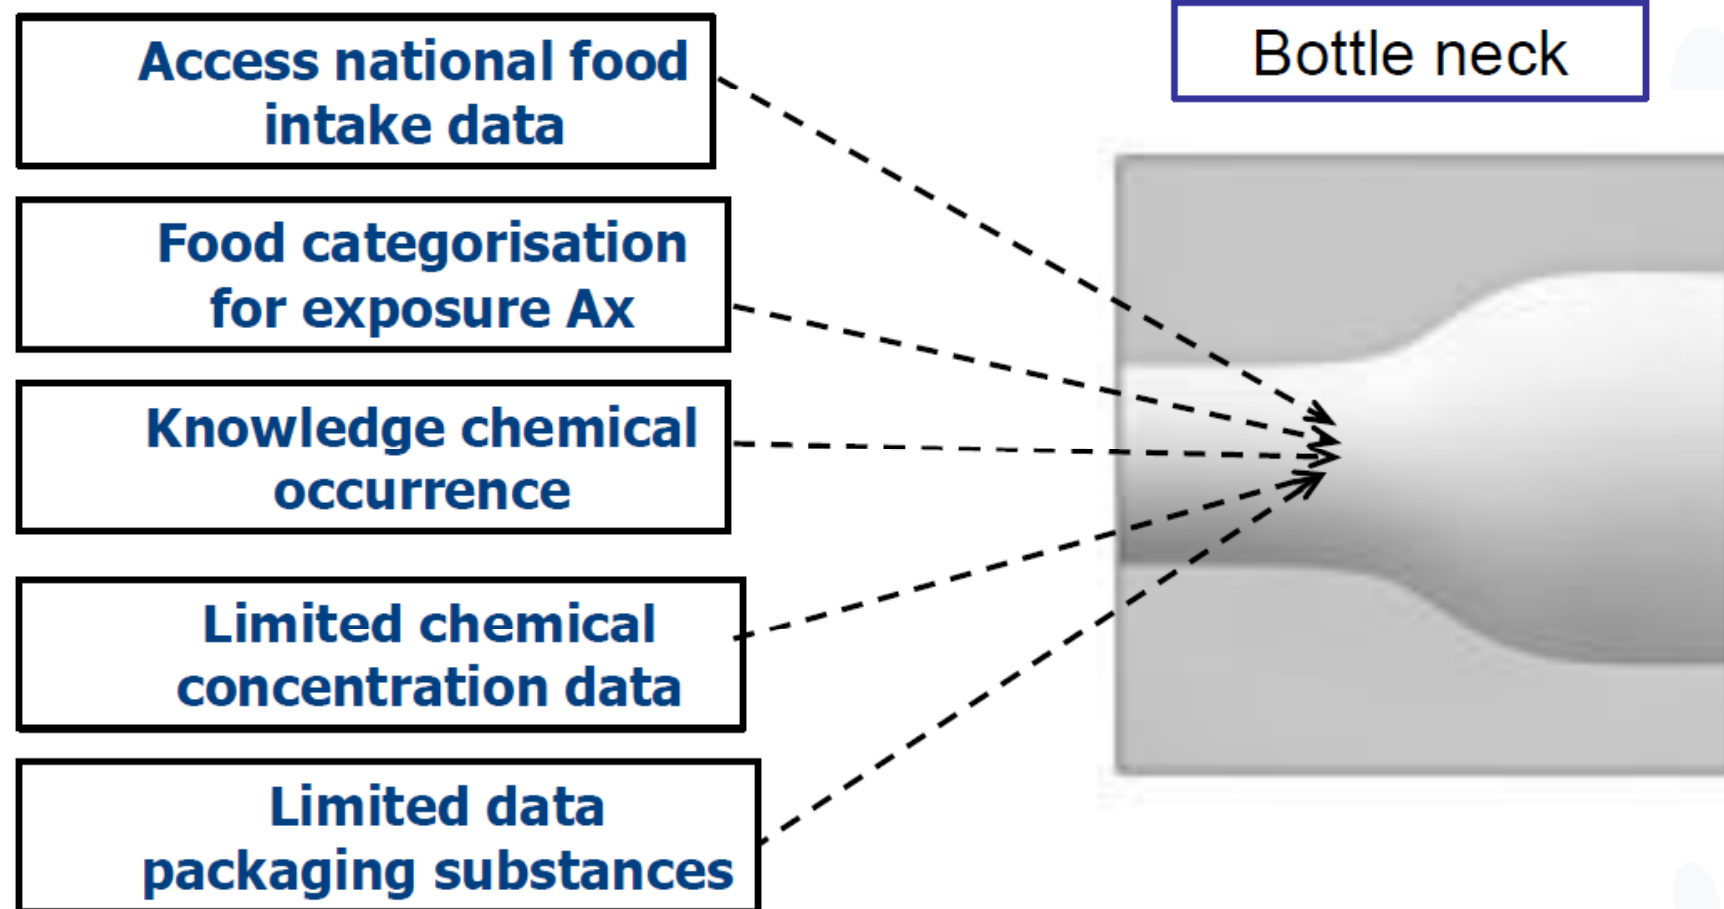 Access national food
intake data
Food categorisation
for exposure Ax
Knowledge chemical
occurrence
Limited chemical
concentration data
Limited data
packaging substances
Bottle neck